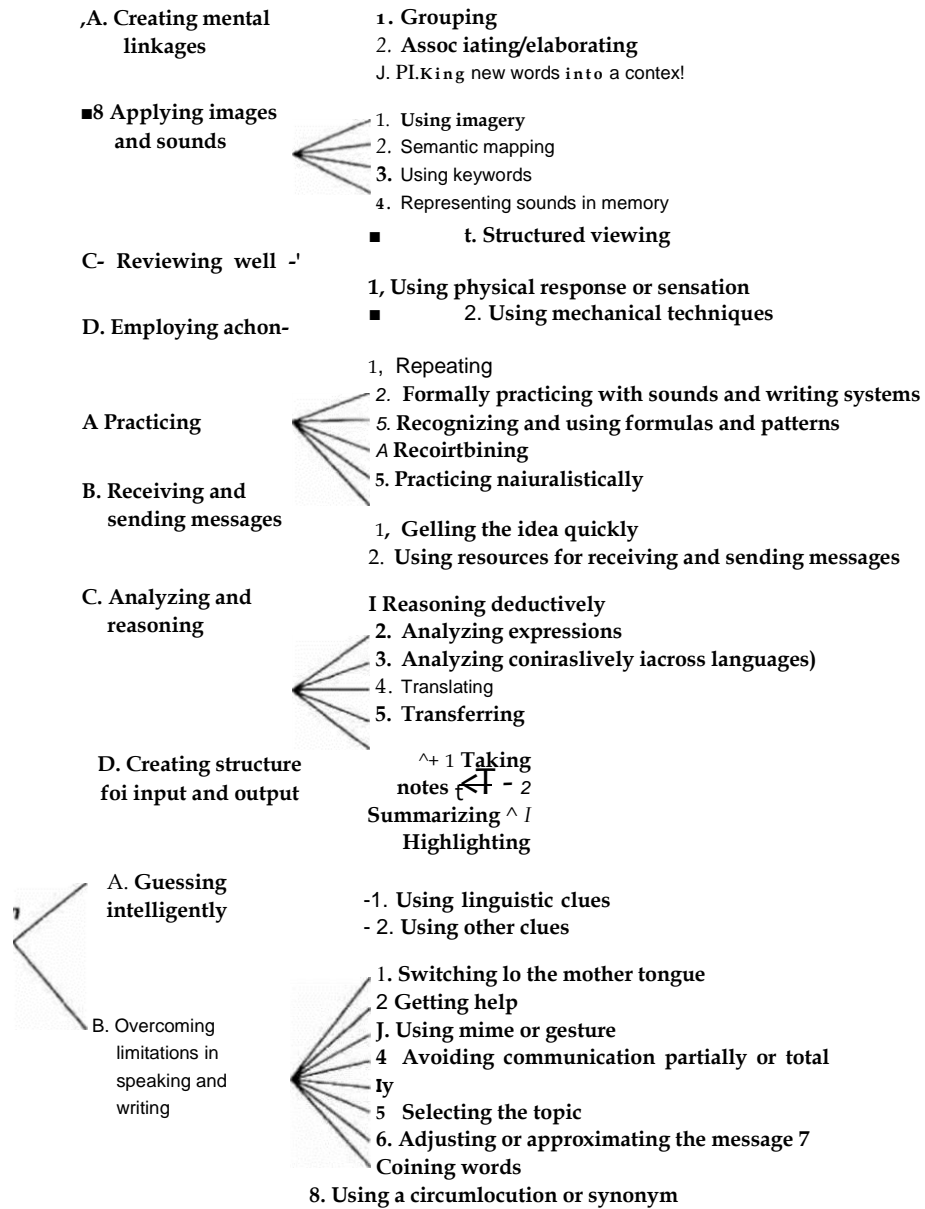 ,A. Creating mental
linkages
1. Grouping
2. Assoc iating/elaborating
J. PI.King new words into a contex!
■8 Applying images
and sounds
1. Using imagery
2. Semantic mapping
3. Using keywords
4. Representing sounds in memory
■ t. Structured viewing
C- Reviewing well -'
1, Using physical response or sensation
■ 2. Using mechanical techniques
D. Employing achon-
1, Repeating
2. Formally practicing with sounds and writing systems
A Practicing
5. Recognizing and using formulas and patterns
A Recoirtbining
5. Practicing naiuralistically
B. Receiving and
sending messages
1, Gelling the idea quickly
2. Using resources for receiving and sending messages
C. Analyzing and
reasoning
I Reasoning deductively
2. Analyzing expressions
3. Analyzing coniraslively iacross languages)
4. Translating
5. Transferring
D. Creating structure
foi input and output
^+ 1 Taking
notes t<T - 2
Summarizing ^ I
Highlighting
A. Guessing
intelligently
-1. Using linguistic clues
- 2. Using other clues
B. Overcoming
limitations in
speaking and
writing
1. Switching lo the mother tongue
2 Getting help
J. Using mime or gesture
4 Avoiding communication partially or total
Iy
5 Selecting the topic
6. Adjusting or approximating the message 7
Coining words
8. Using a circumlocution or synonym